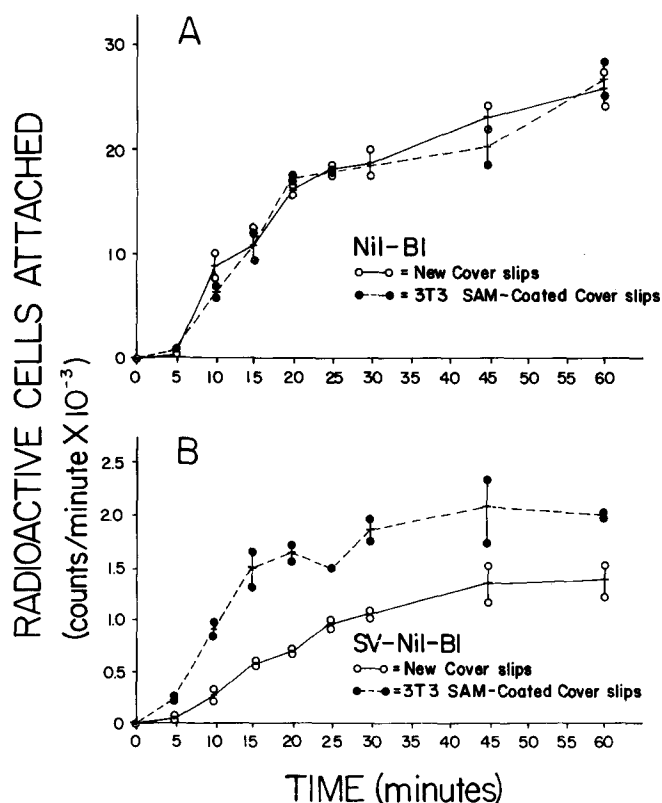 RADIOACTIVE CELLS ATTACHED
(counts/minute X 10⁻³)
A
30
20
10
0
Nil-BI
= New Cover slips
= 3T3 SAM-Coated Cover slips
0 5 10 15 20 25 30 35 40 45 50 55 60
B
2.5
2.0
1.5
1.0
0.5
0
SV-Nil-BI
= New Cover slips
= 3T3 SAM-Coated Cover slips
0 5 10 15 20 25 30 35 40 45 50 55 60
TIME (minutes)